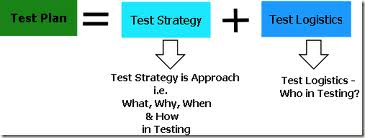 Test Plan = Test Strategy + Test Logistics
Test Strategy is Approach
i.e.
What, Why, When
& How
in Testing
Test Logistics -
Who in Testing?